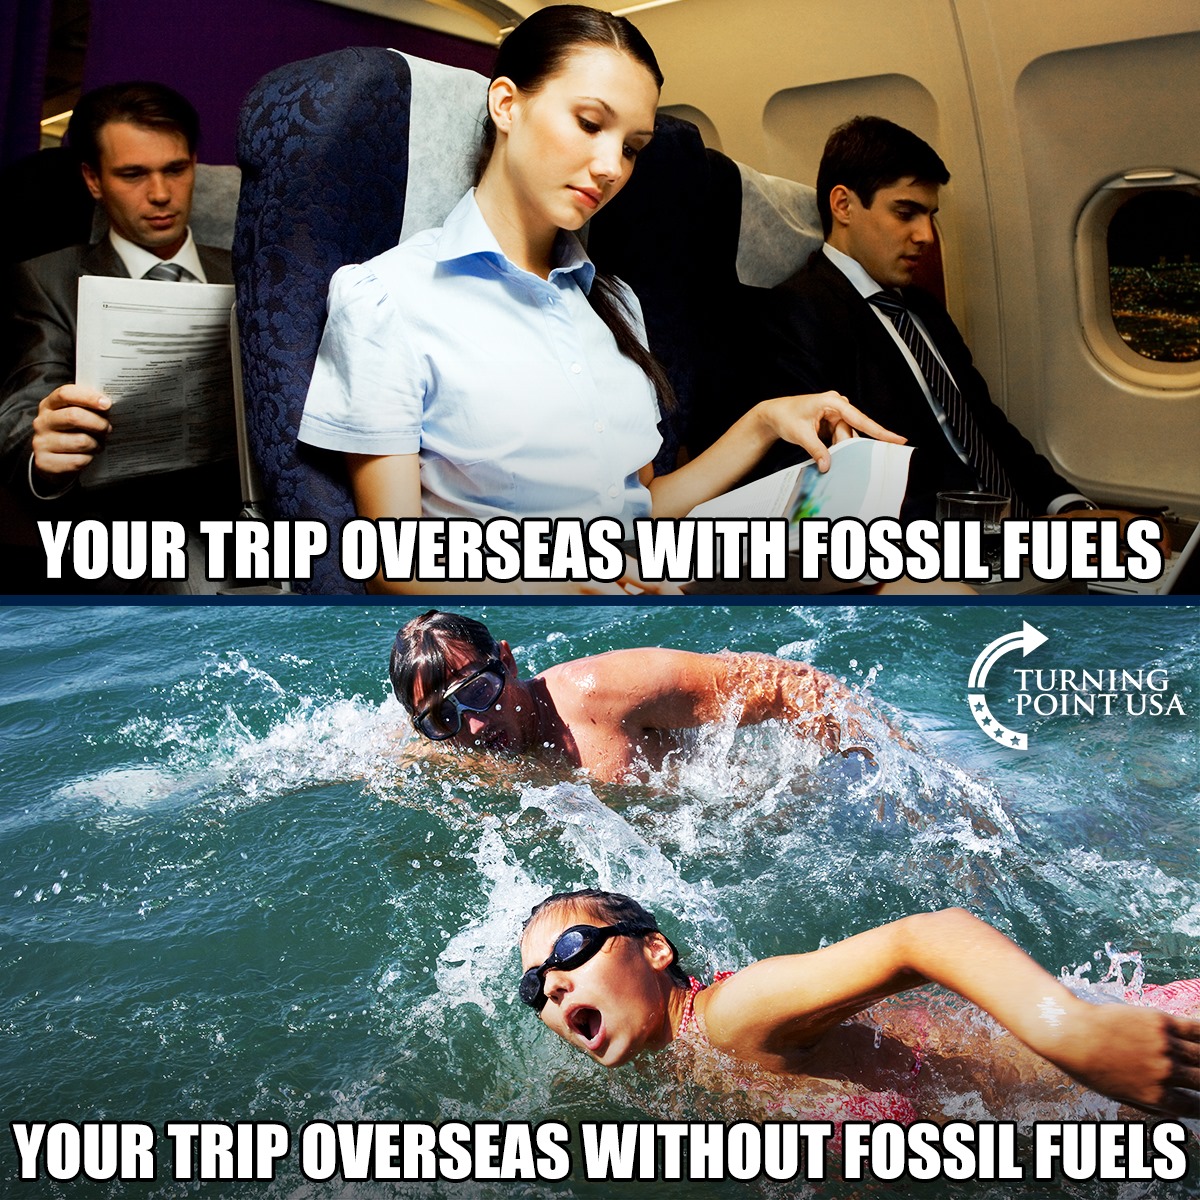 YOUR TRIP OVERSEAS WITH FOSSIL FUELS
TURNING
POINT USA
YOUR TRIP OVERSEAS WITHOUT FOSSIL FUELS